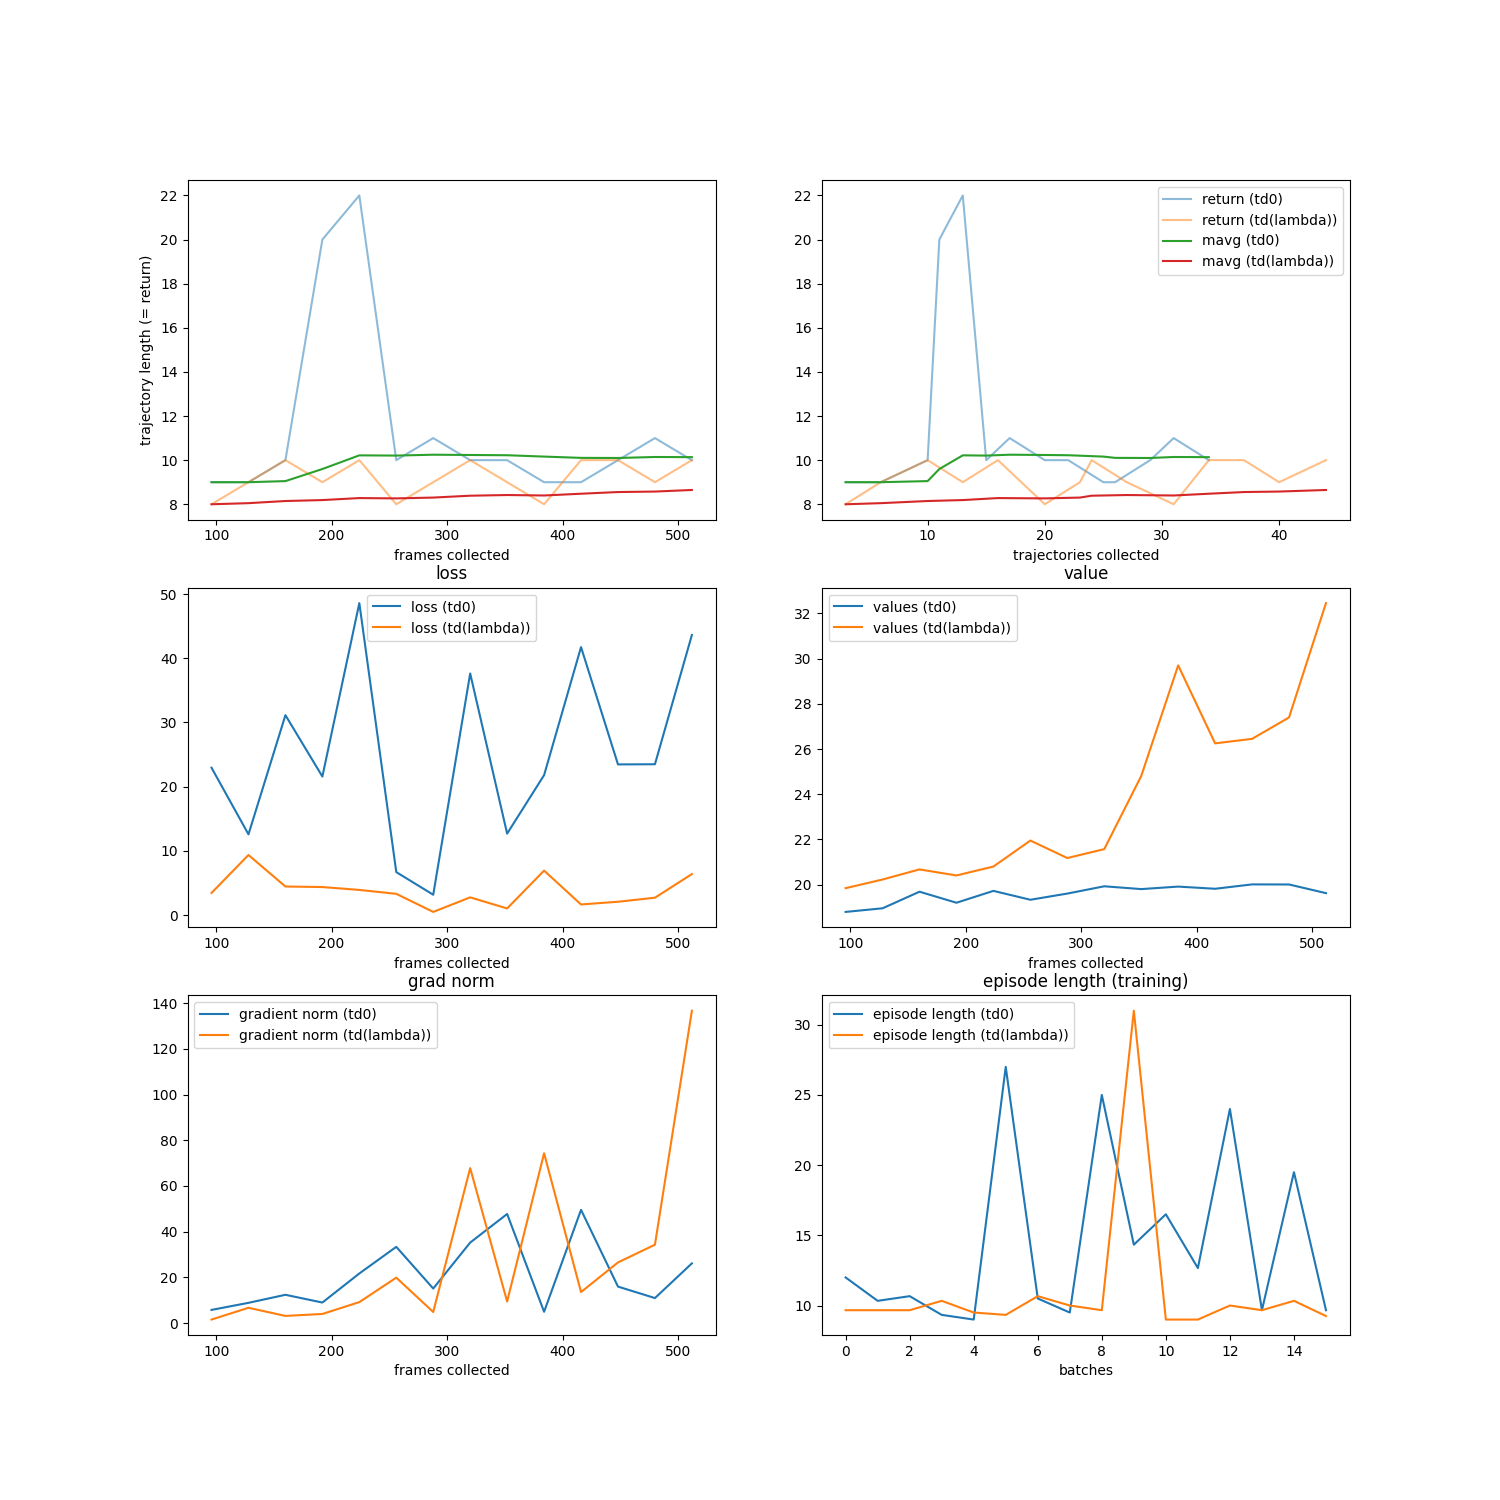 trajectory length (= return)
22
20
18
16
14
12
10
8
100 200 300 400 500
frames collected
22
20
18
16
14
12
10
8
return (td0)
return (td(lambda))
mavg (td0)
mavg (td(lambda))
10 20 30 40
trajectories collected
loss
50
40
30
20
10
0
loss (td0)
loss (td(lambda))
100 200 300 400 500
frames collected
value
32
30
28
26
24
22
20
values (td0)
values (td(lambda))
100 200 300 400 500
frames collected
grad norm
140
120
100
80
60
40
20
0
gradient norm (td0)
gradient norm (td(lambda))
100 200 300 400 500
frames collected
episode length (training)
30
25
20
15
10
episode length (td0)
episode length (td(lambda))
0 2 4 6 8 10 12 14
batches